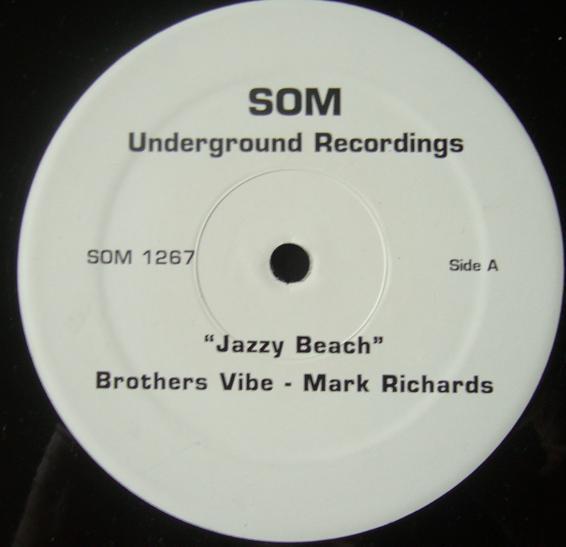 SOM
Underground Recordings
SOM 1267
Side A
“Jazzy Beach”
Brothers Vibe - Mark Richards